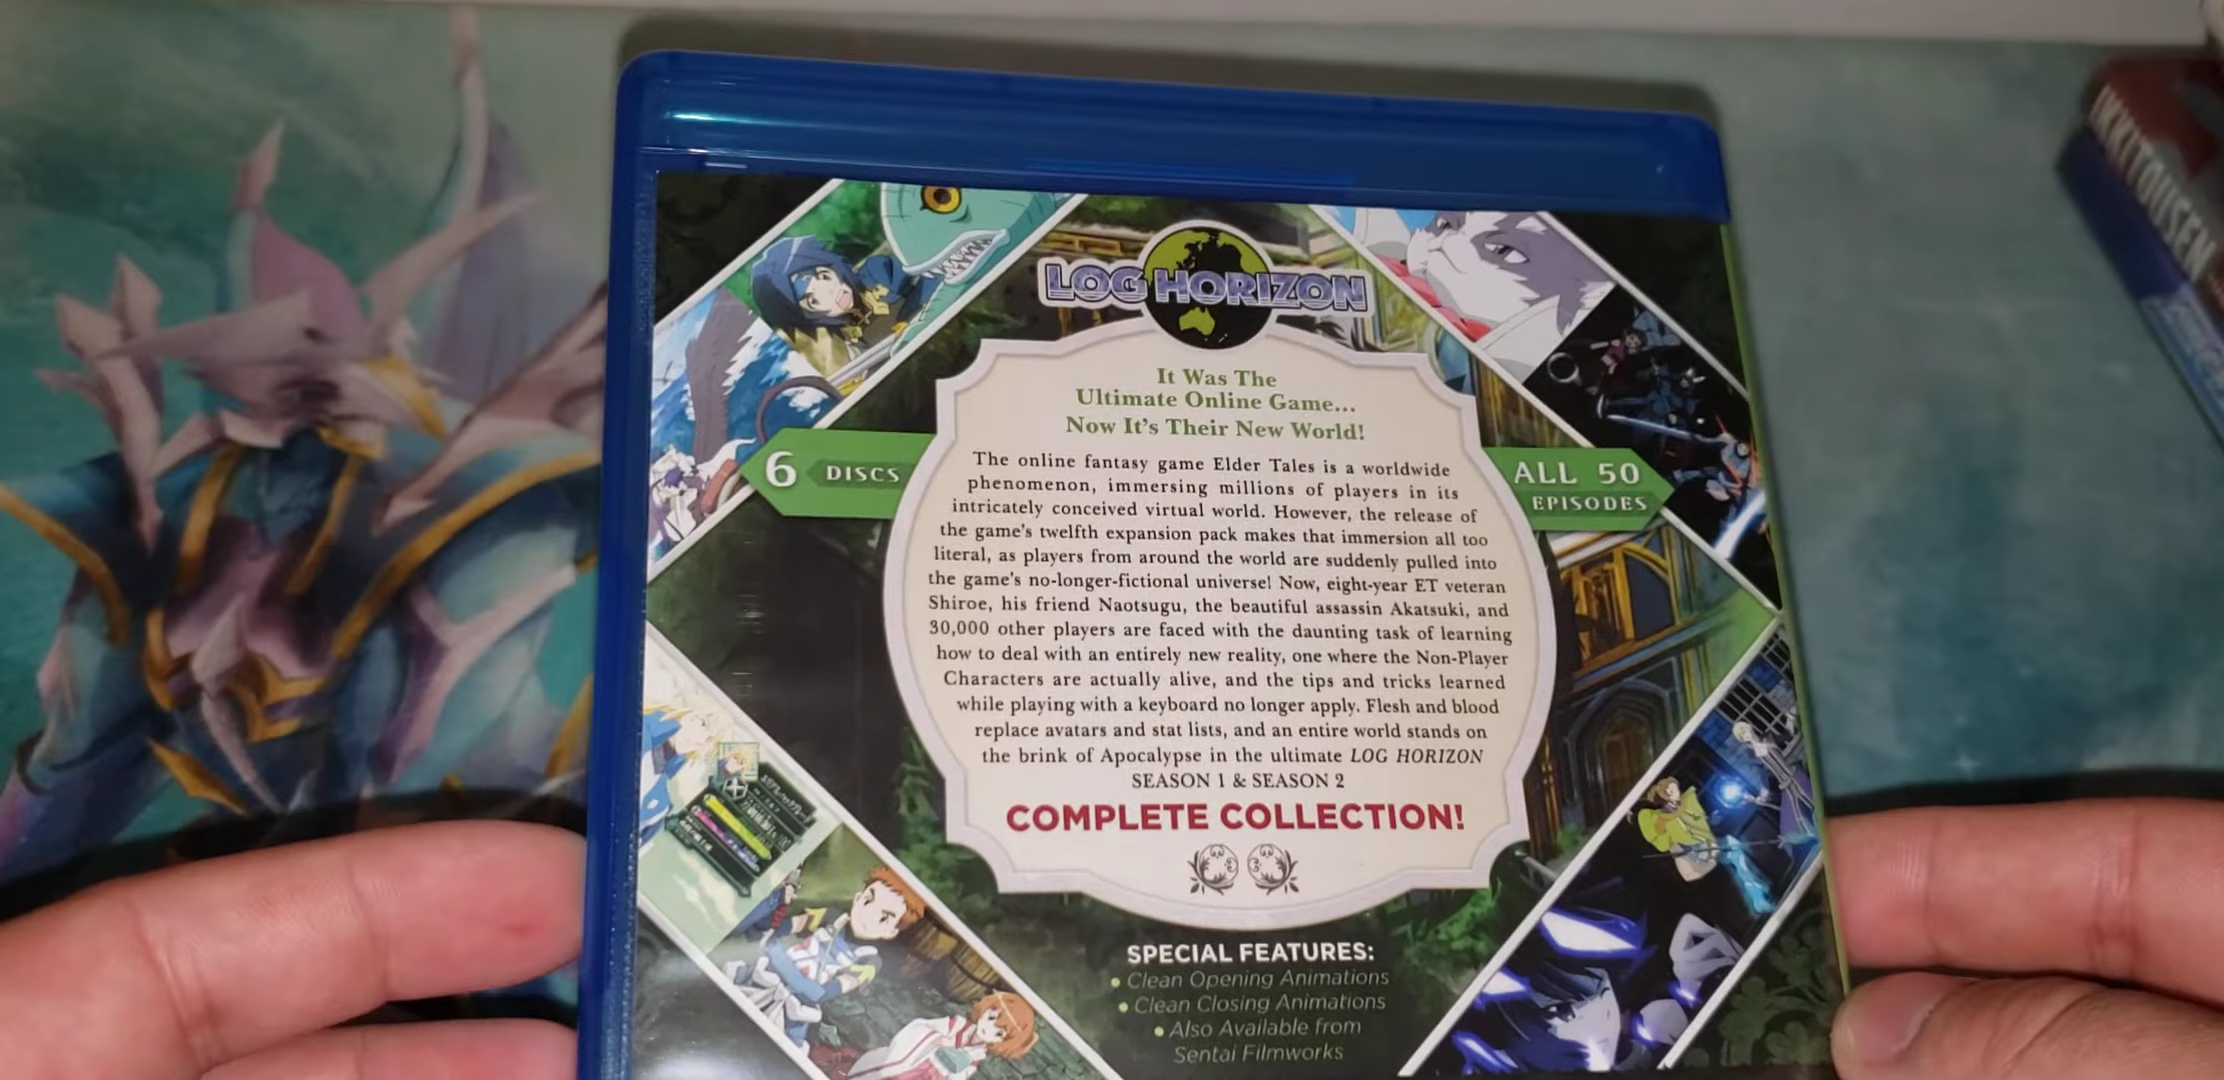 LOG HORIZON
It Was The
Ultimate Online Game...
Now It's Their New World!
6 DISCS
ALL 50
EPISODES
The online fantasy game Elder Tales is a worldwide
phenomenon, immersing millions of players in its
intricately conceived virtual world. However, the release of
the game's twelfth expansion pack makes that immersion all too
literal, as players from around the world are suddenly pulled into
the game's no-longer-fictional universe! Now, eight-year ET veteran
Shiroe, his friend Naotsugu, the beautiful assassin Akatsuki, and
30,000 other players are faced with the daunting task of learning
how to deal with an entirely new reality, one where the Non-Player
Characters are actually alive, and the tips and tricks learned
while playing with a keyboard no longer apply. Flesh and blood
replace avatars and stat lists, and an entire world stands on
the brink of Apocalypse in the ultimate LOG HORIZON
SEASON 1 & SEASON 2
COMPLETE COLLECTION!
SPECIAL FEATURES:
• Clean Opening Animations
• Clean Closing Animations
• Also Available from
Sentai Filmworks
IKKITOUSEN